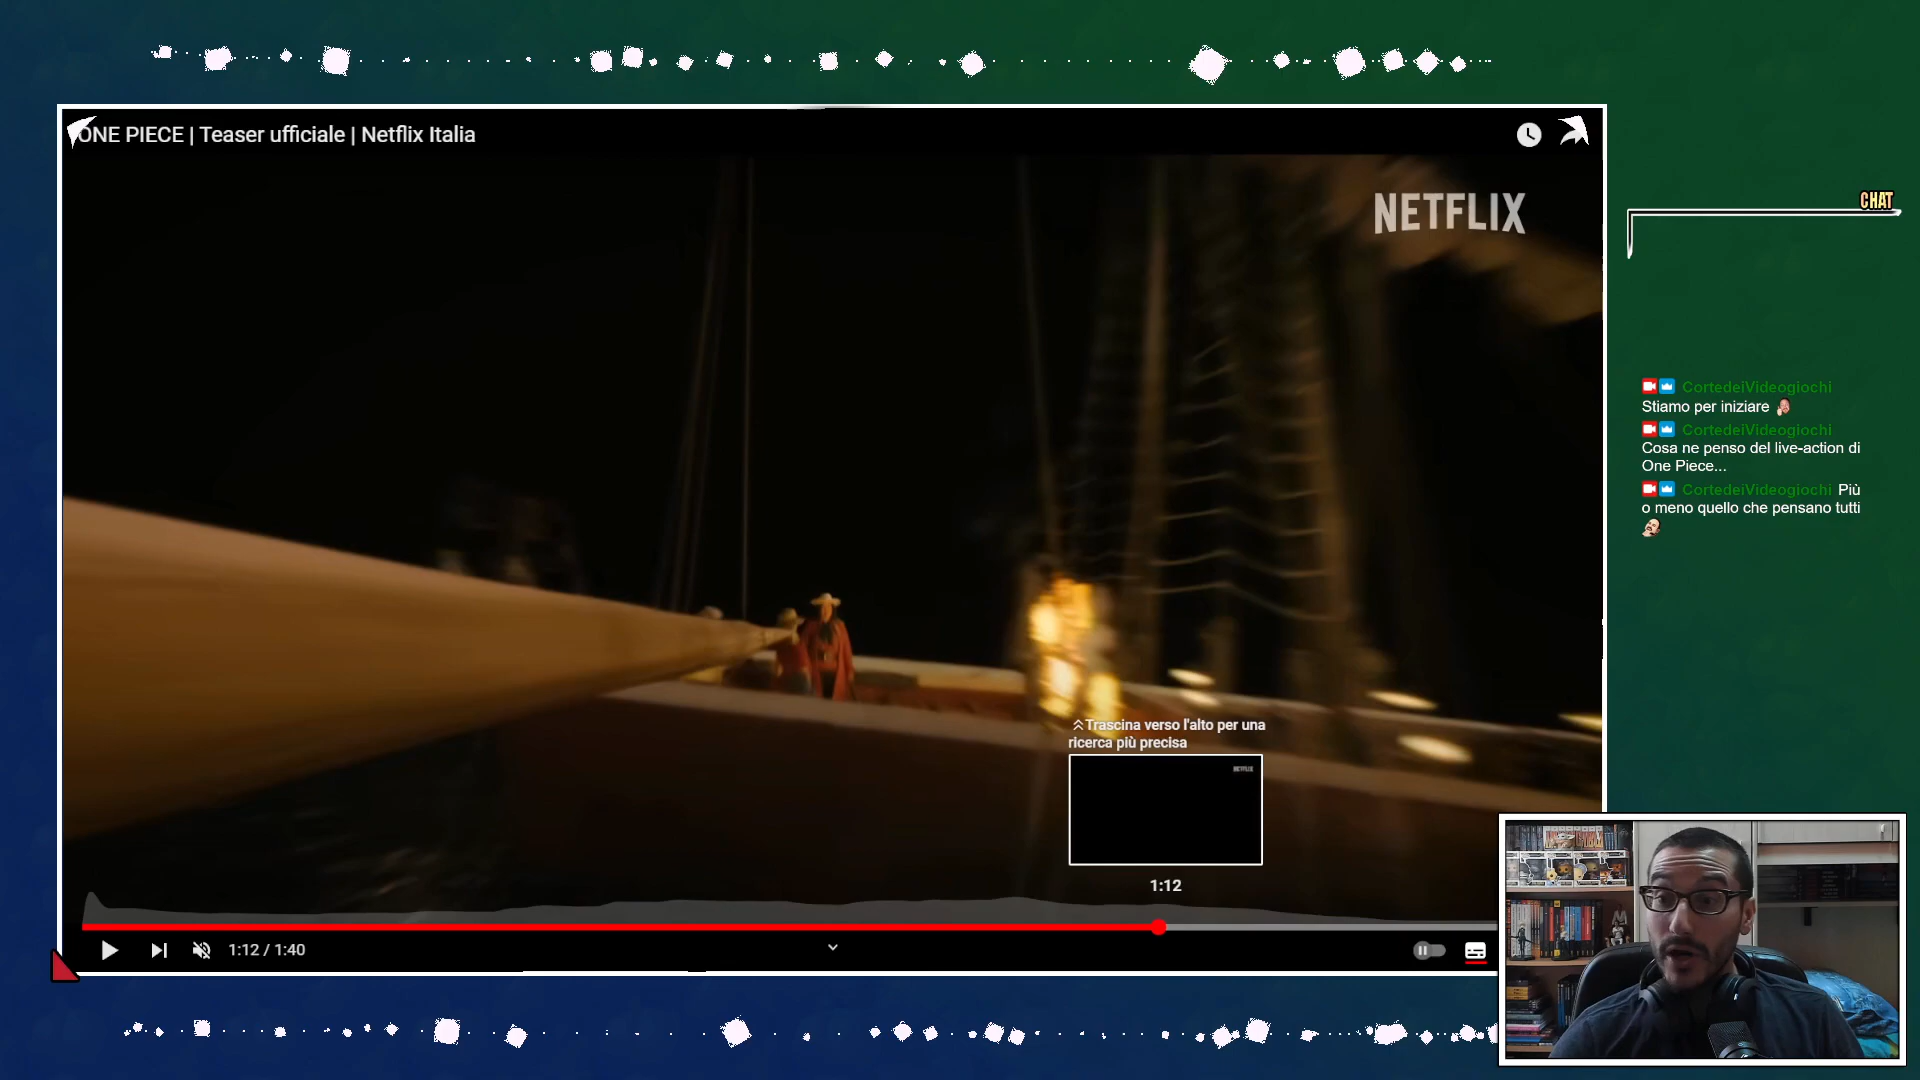 ONE PIECE | Teaser ufficiale | Netflix Italia
NETFLIX
CHAT
CortedeiVideogiochi
Stiamo per iniziare
CortedeiVideogiochi
Cosa ne penso del live-action di
One Piece...
CortedeiVideogiochi Più
o meno quello che pensano tutti
Trascina verso l'alto per una
ricerca più precisa
NETFLIX
1:12
1:12 / 1:40